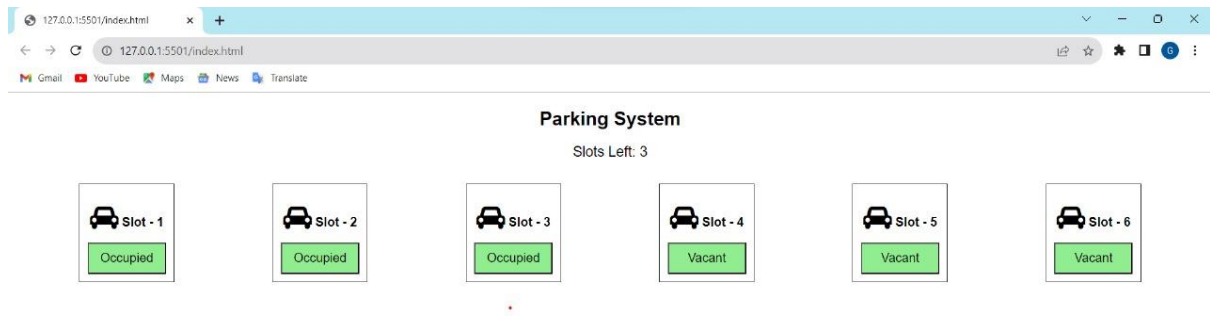 127.0.0.1:5501/index.html
127.0.0.1:5501/index.html
G
Gmail YouTube Maps News Translate
Parking System
Slots Left: 3
Slot - 1 Slot - 2 Slot - 3 Slot - 4 Slot - 5 Slot - 6
Occupied Occupied Occupied Vacant Vacant Vacant